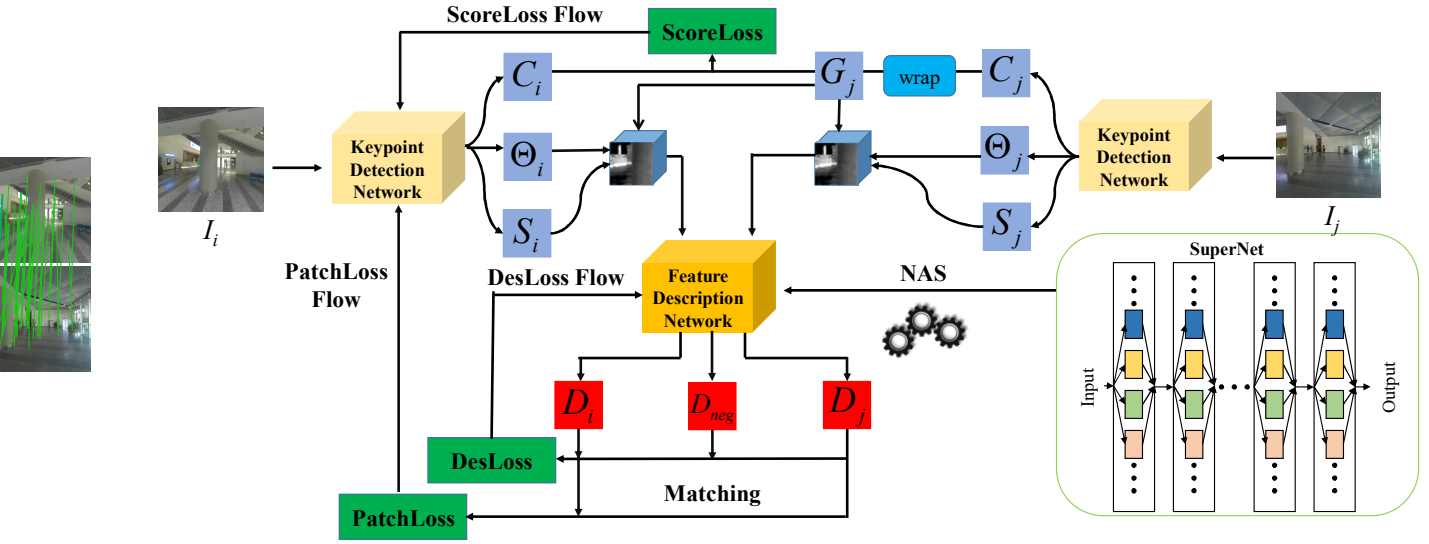 ScoreLoss Flow
ScoreLoss
C_i
G_j
wrap
C_j
Keypoint
Detection
Network
Θ_i
Θ_j
Keypoint
Detection
Network
I_i
S_i
S_j
I_j
PatchLoss
Flow
DesLoss Flow
Feature
Description
Network
NAS
SuperNet
Input
Output
D_i
D_neg
D_j
DesLoss
Matching
PatchLoss